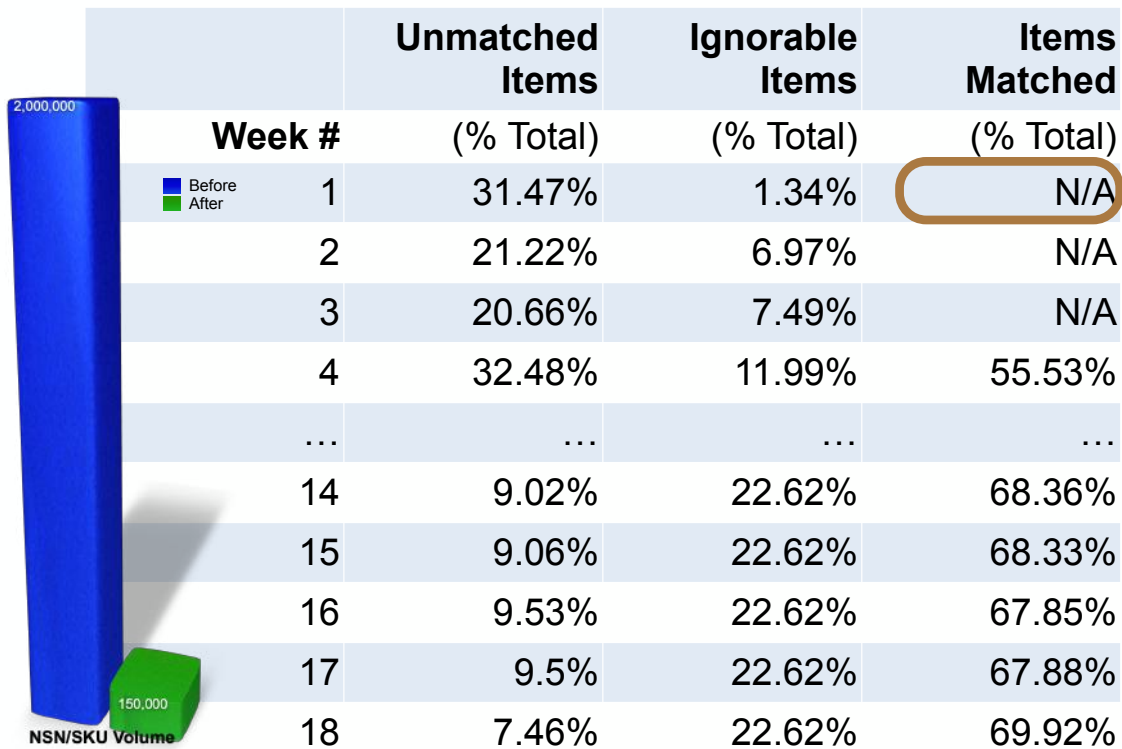 Unmatched Items Ignorable Items Items Matched
2,000,000
Week # (% Total) (% Total) (% Total)
Before
After
1 31.47% 1.34% N/A
2 21.22% 6.97% N/A
3 20.66% 7.49% N/A
4 32.48% 11.99% 55.53%
… … … …
14 9.02% 22.62% 68.36%
15 9.06% 22.62% 68.33%
16 9.53% 22.62% 67.85%
17 9.5% 22.62% 67.88%
150,000
NSN/SKU Volume
18 7.46% 22.62% 69.92%